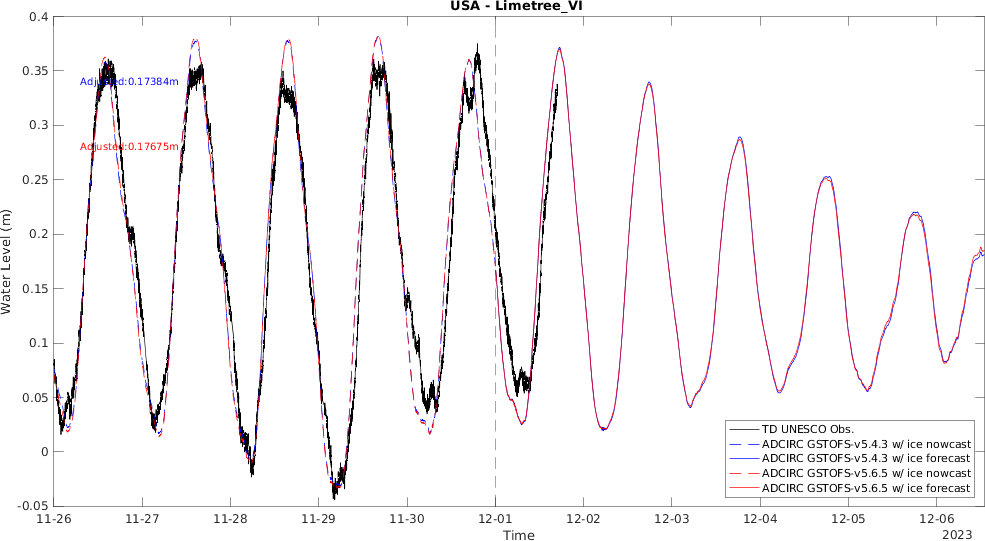 USA - Limetree_VI
0.4
0.35
0.3
0.25
0.2
0.15
0.1
0.05
0
-0.05
Water Level (m)
Adjusted:0.17384m
Adjusted:0.17675m
TD UNESCO Obs.
ADCIRC GSTOFS-v5.4.3 w/ ice nowcast
ADCIRC GSTOFS-v5.4.3 w/ ice forecast
ADCIRC GSTOFS-v5.6.5 w/ ice nowcast
ADCIRC GSTOFS-v5.6.5 w/ ice forecast
11-26 11-27 11-28 11-29 11-30 12-01 12-02 12-03 12-04 12-05 12-06
Time
2023